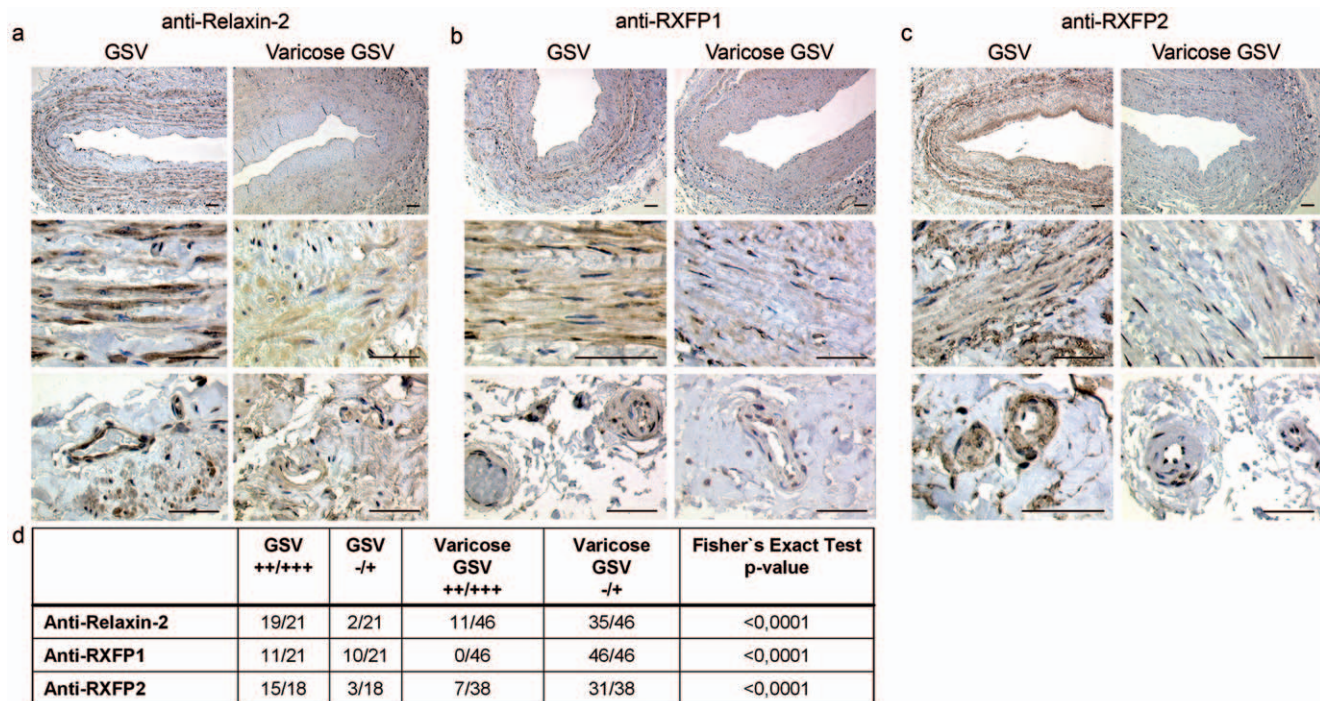 anti-Relaxin-2
anti-RXFP1
anti-RXFP2
a
GSV
Varicose GSV
b
GSV
Varicose GSV
c
GSV
Varicose GSV
d
GSV ++/+++
GSV -/+
Varicose GSV ++/+++
Varicose GSV -/+
Fisher`s Exact Test p-value
Anti-Relaxin-2 19/21 2/21 11/46 35/46 <0,0001
Anti-RXFP1 11/21 10/21 0/46 46/46 <0,0001
Anti-RXFP2 15/18 3/18 7/38 31/38 <0,0001